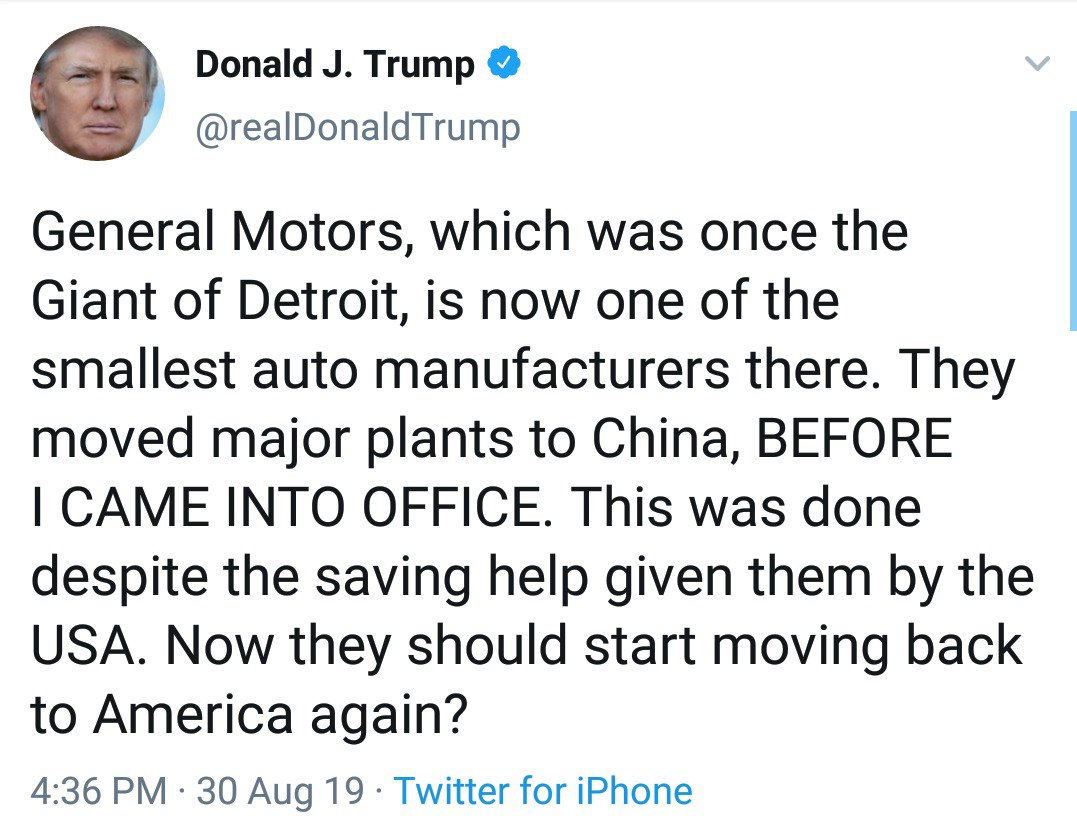 Donald J. Trump
@realDonaldTrump
General Motors, which was once the
Giant of Detroit, is now one of the
smallest auto manufacturers there. They
moved major plants to China, BEFORE
I CAME INTO OFFICE. This was done
despite the saving help given them by the
USA. Now they should start moving back
to America again?
4:36 PM · 30 Aug 19 · Twitter for iPhone